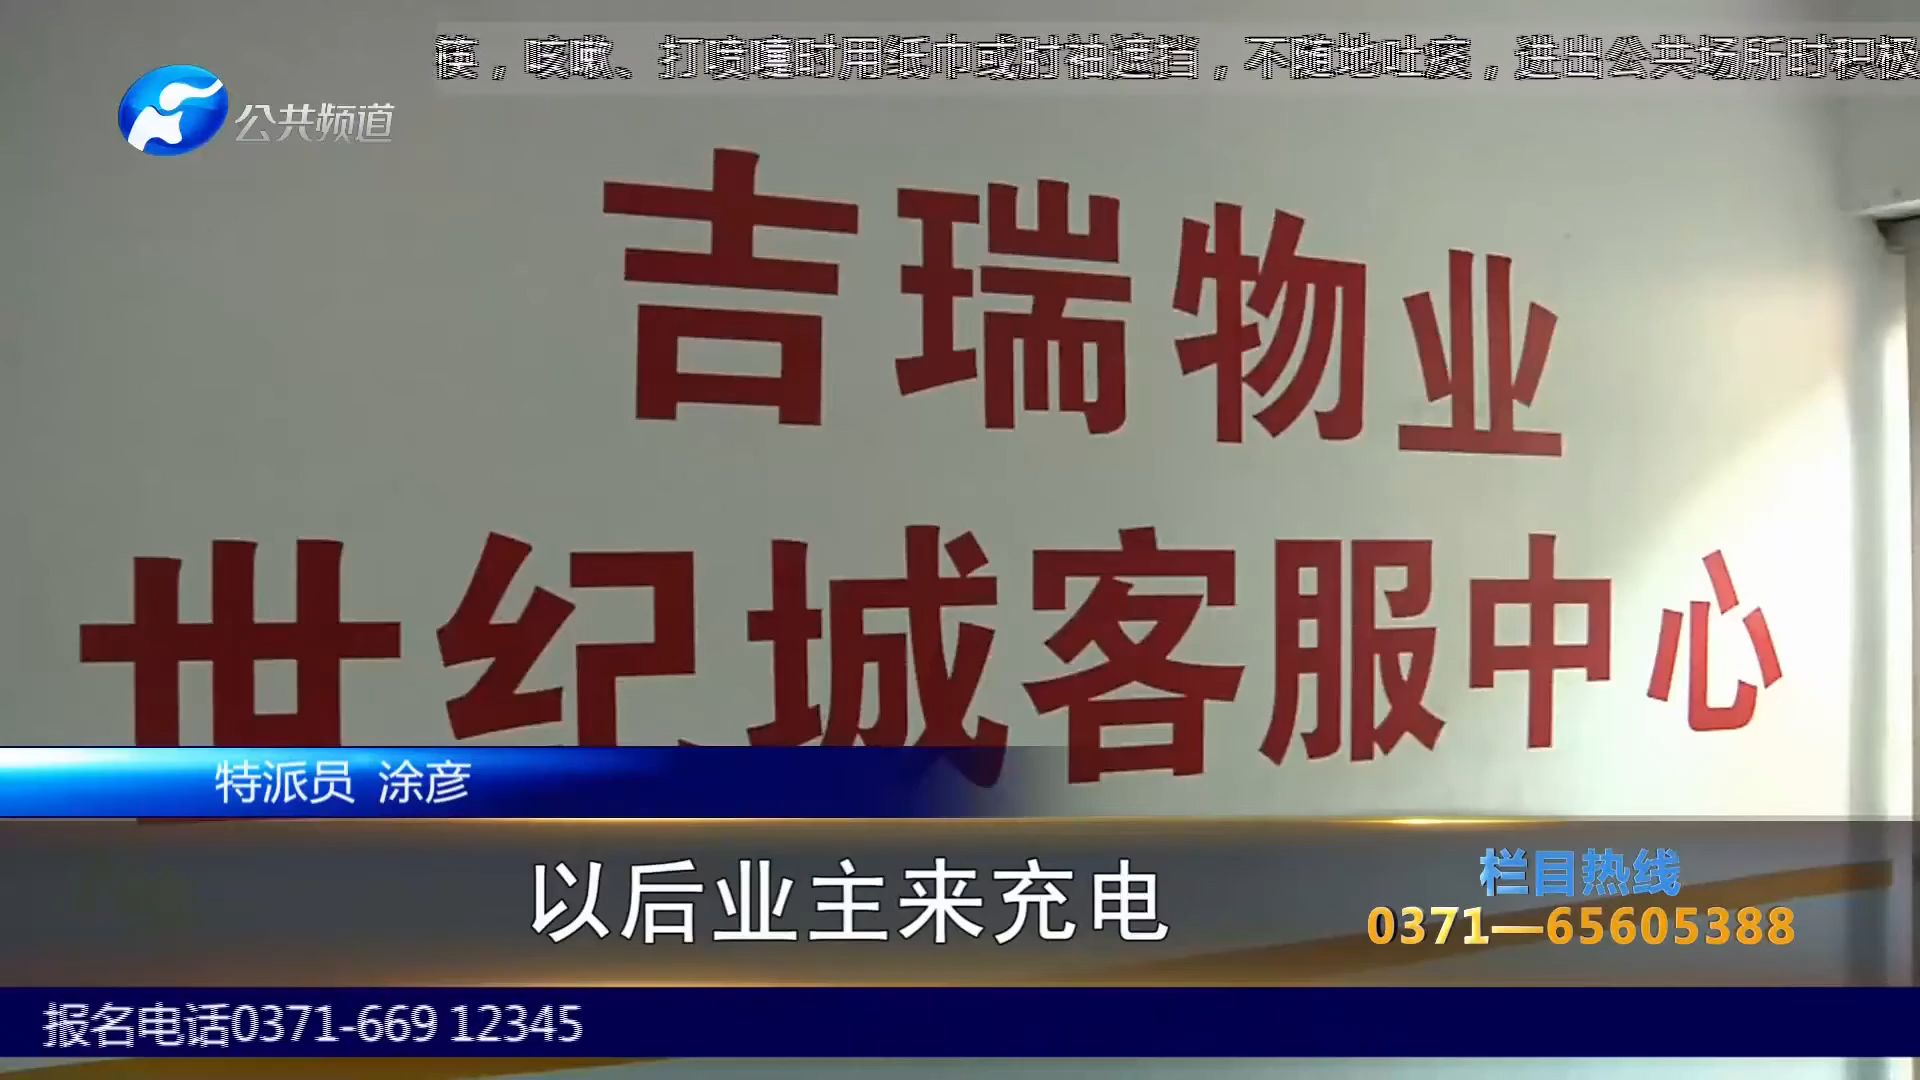 筷，咳嗽、打喷嚏时用纸巾或肘袖遮挡，不随地吐痰，进出公共场所时积极
公共频道
吉瑞物业
世纪城客服中心
特派员 涂彦
以后业主来充电
栏目热线
0371—65605388
报名电话0371-669 12345